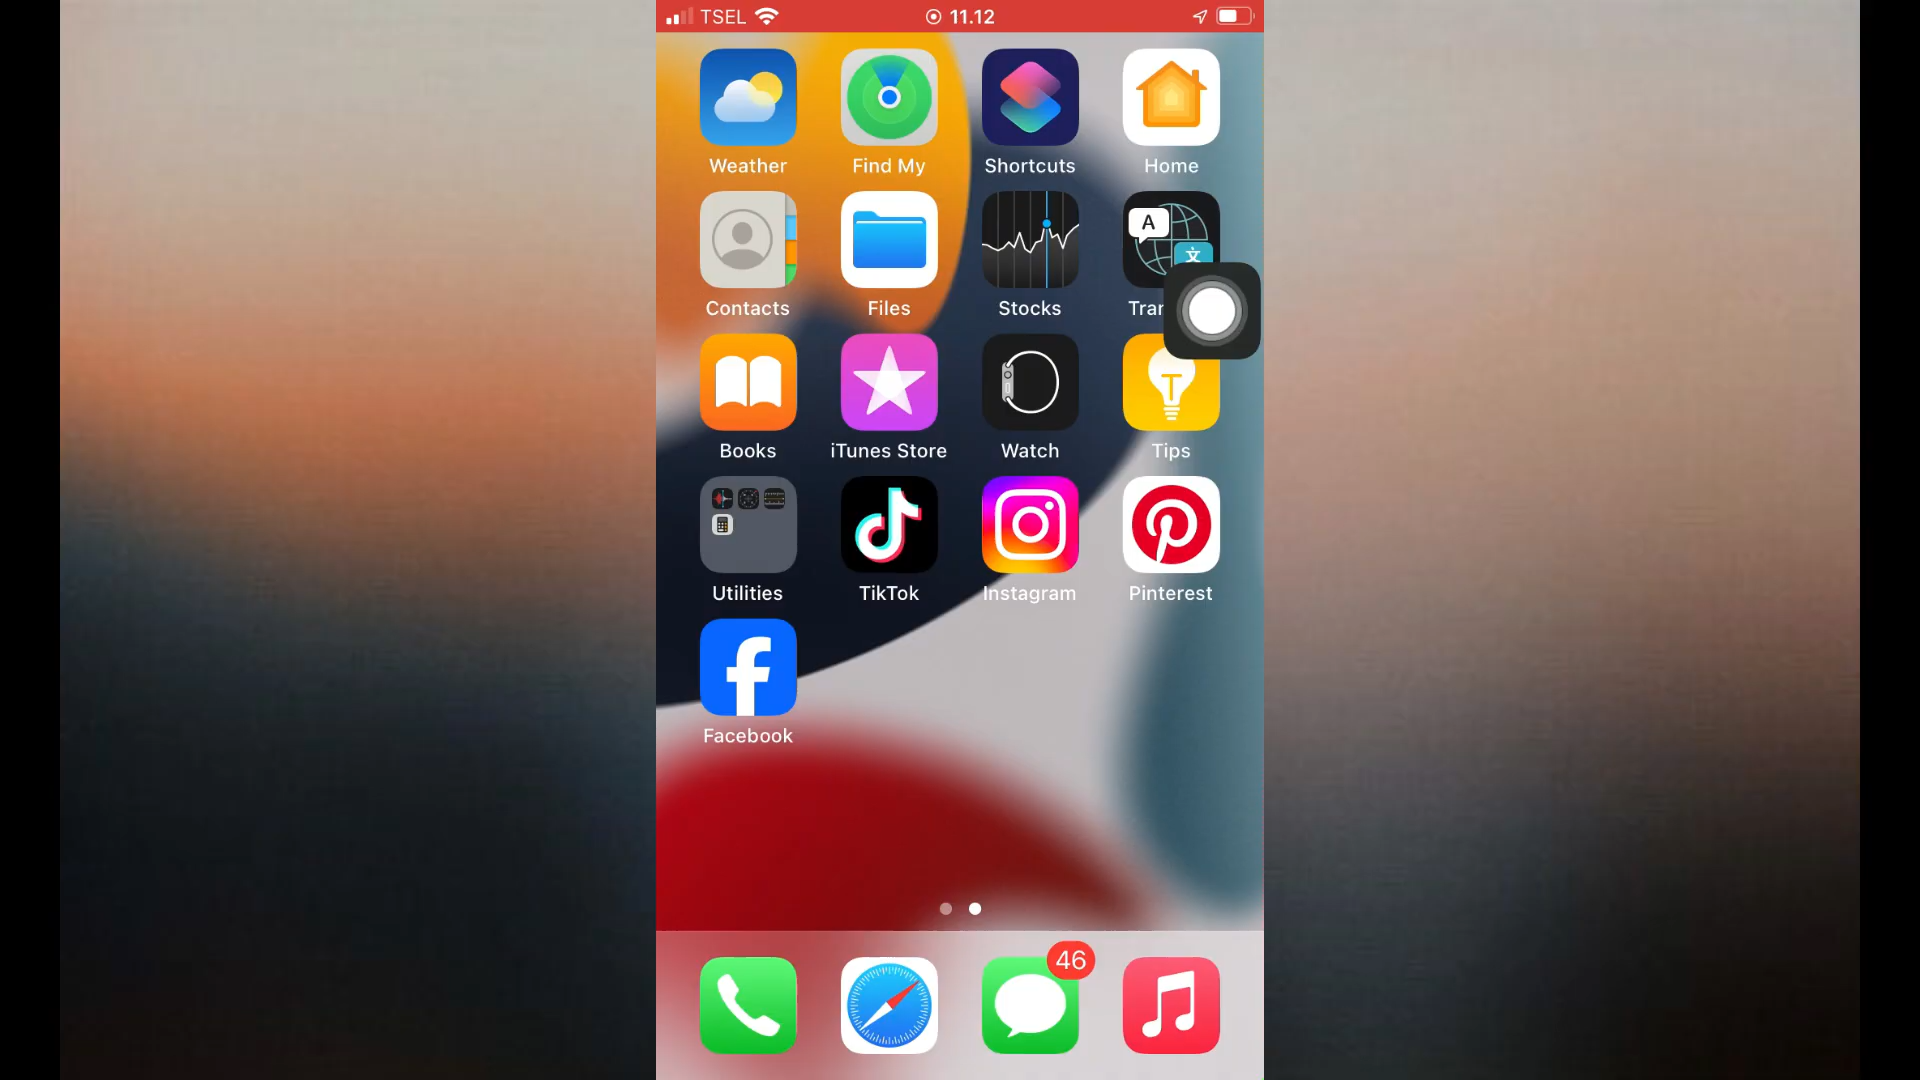 TSEL 11.12
Weather Find My Shortcuts Home
A
文
Contacts Files Stocks Tran
Books iTunes Store Watch Tips
Utilities TikTok Instagram Pinterest
Facebook
46